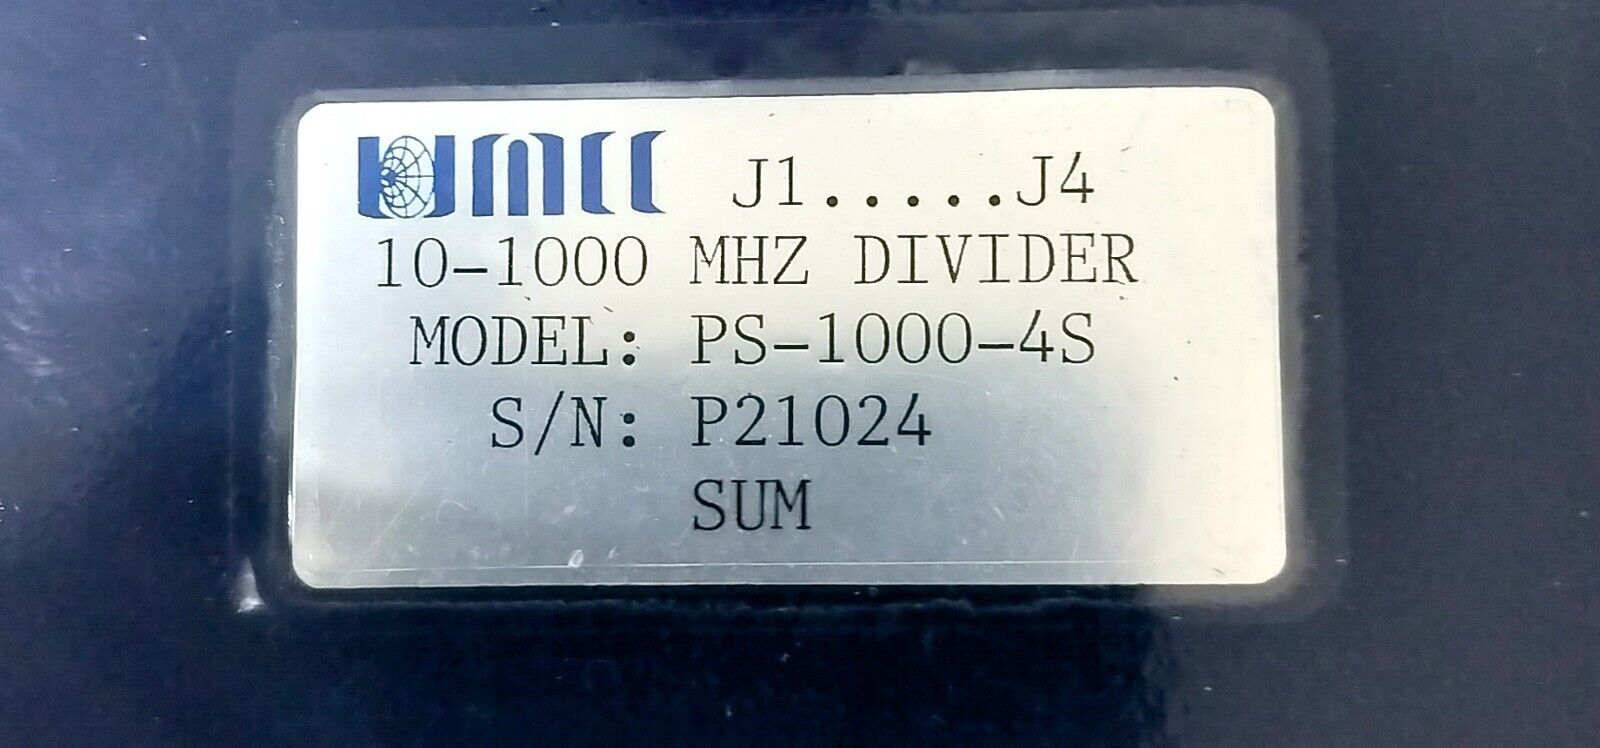 UMCC J1.....J4
10-1000 MHZ DIVIDER
MODEL: PS-1000-4S
S/N: P21024
SUM